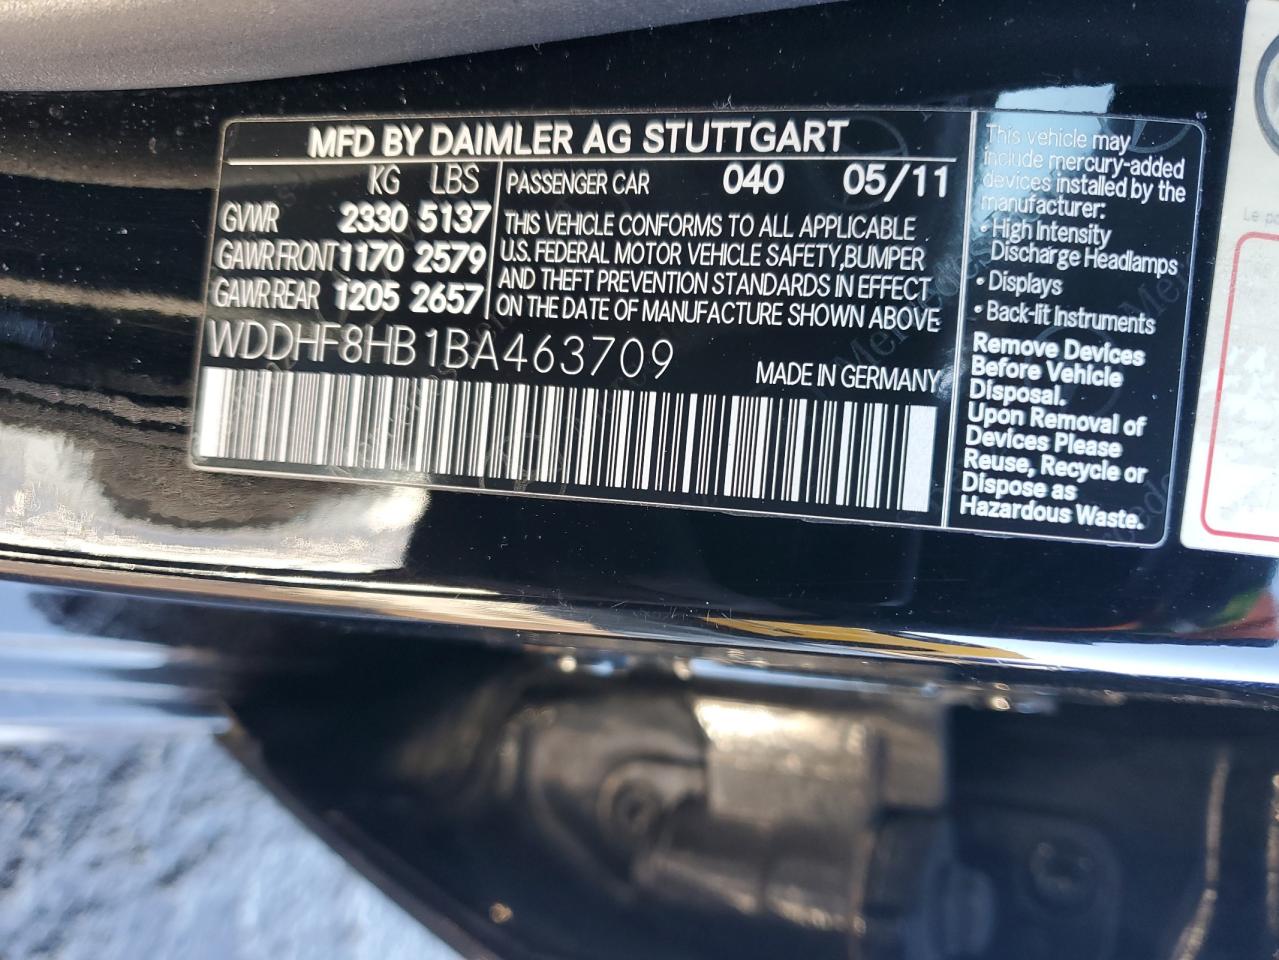 MFD BY DAIMLER AG STUTTGART
KG LBS
GVWR 2330 5137
GAWR FRONT 1170 2579
GAWR REAR 1205 2657
PASSENGER CAR 040 05/11
THIS VEHICLE CONFORMS TO ALL APPLICABLE
U.S. FEDERAL MOTOR VEHICLE SAFETY, BUMPER
AND THEFT PREVENTION STANDARDS IN EFFECT
ON THE DATE OF MANUFACTURE SHOWN ABOVE
WDDHF8HB1BA463709
MADE IN GERMANY
This vehicle may
include mercury-added
devices installed by the
manufacturer:
• High Intensity
Discharge Headlamps
• Displays
• Back-lit Instruments
Remove Devices
Before Vehicle
Disposal.
Upon Removal of
Devices Please
Reuse, Recycle or
Dispose as
Hazardous Waste.
Le